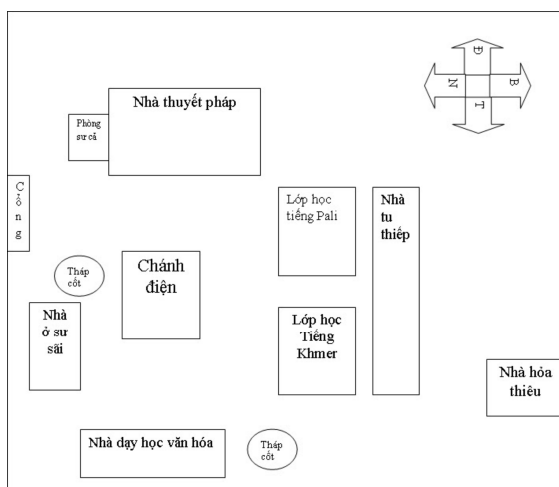 Đ
N
B
T
Nhà thuyết pháp
Phòng
sư cả
C
ổ
n
g
Lớp học
tiếng Pali
Nhà
tu
thiếp
Tháp
cốt
Chánh
điện
Nhà
ở sư
sãi
Lớp học
Tiếng
Khmer
Nhà hỏa
thiêu
Nhà dạy học văn hóa
Tháp
cốt